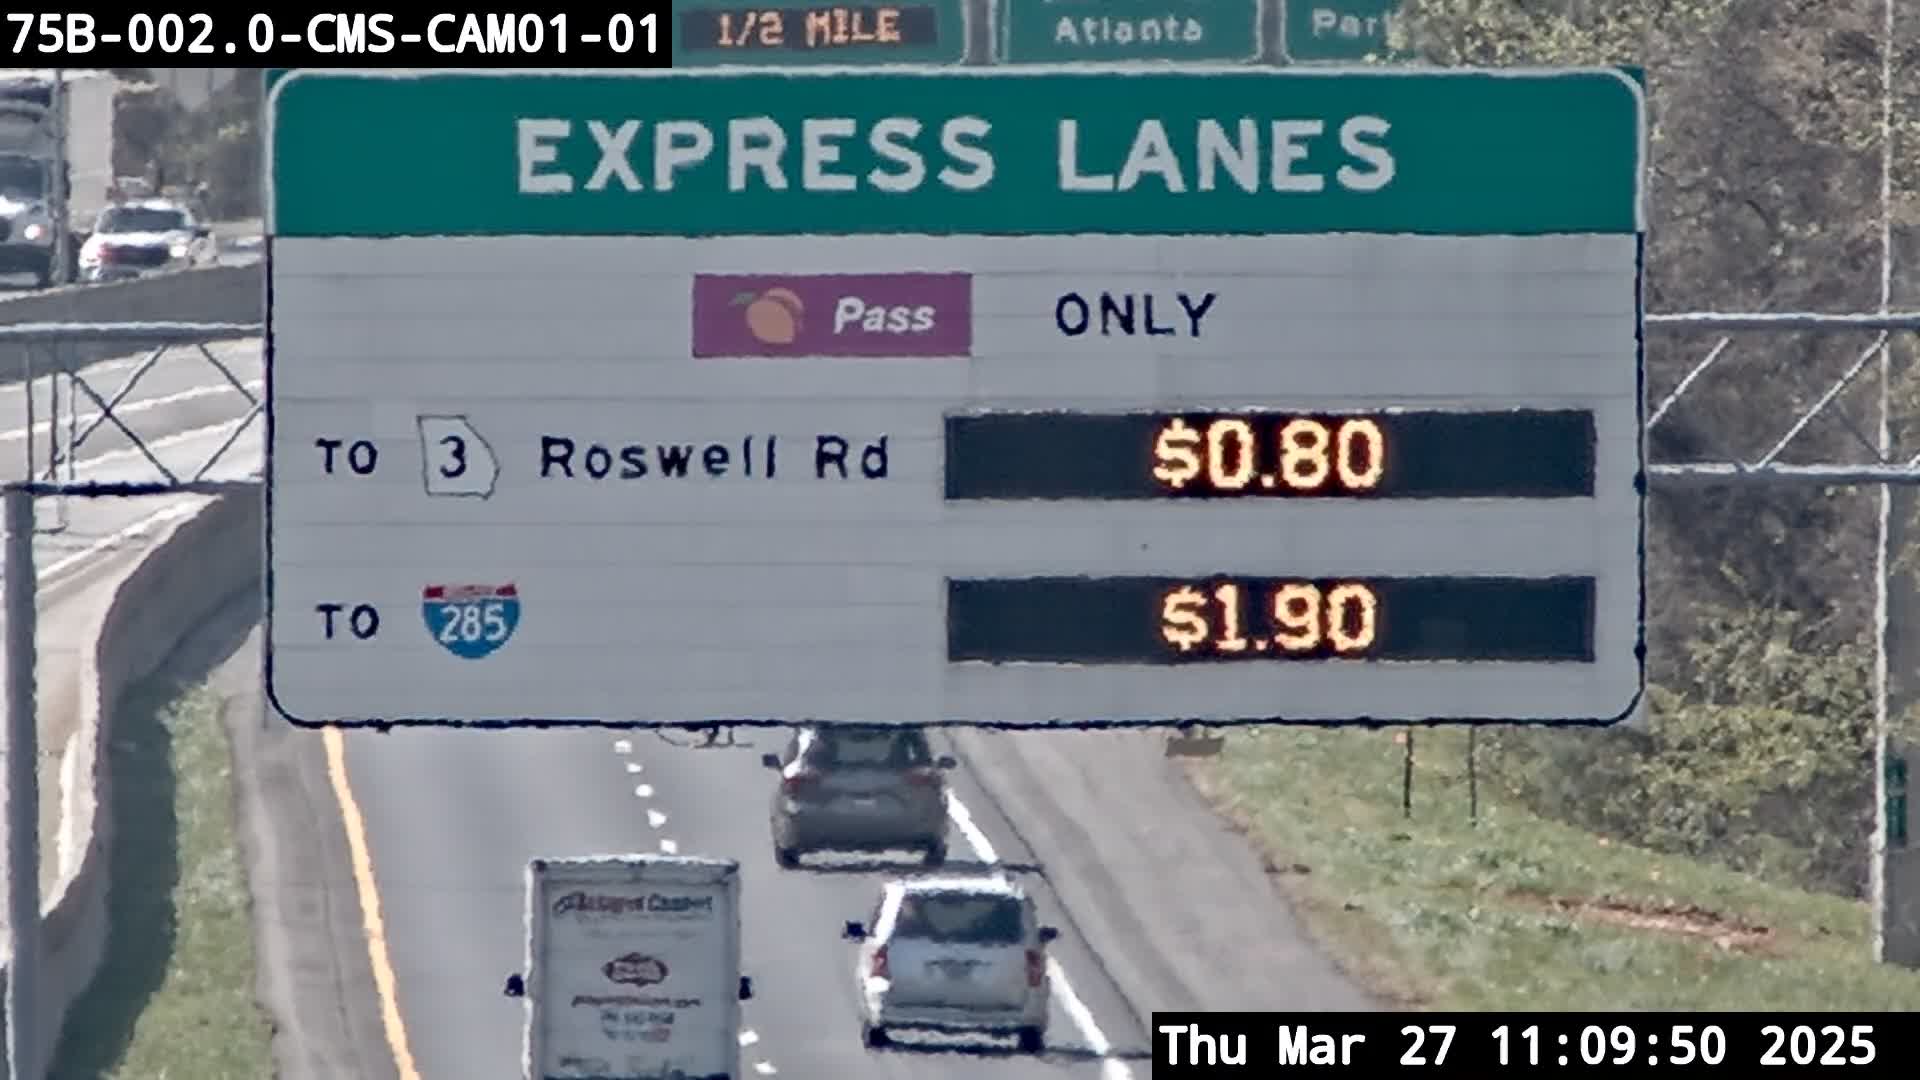 75B-002.0-CMS-CAM01-01
1/2 MILE
Atlanta
EXPRESS LANES
Pass ONLY
TO 3 Roswell Rd $0.80
TO 285 $1.90
Thu Mar 27 11:09:50 2025